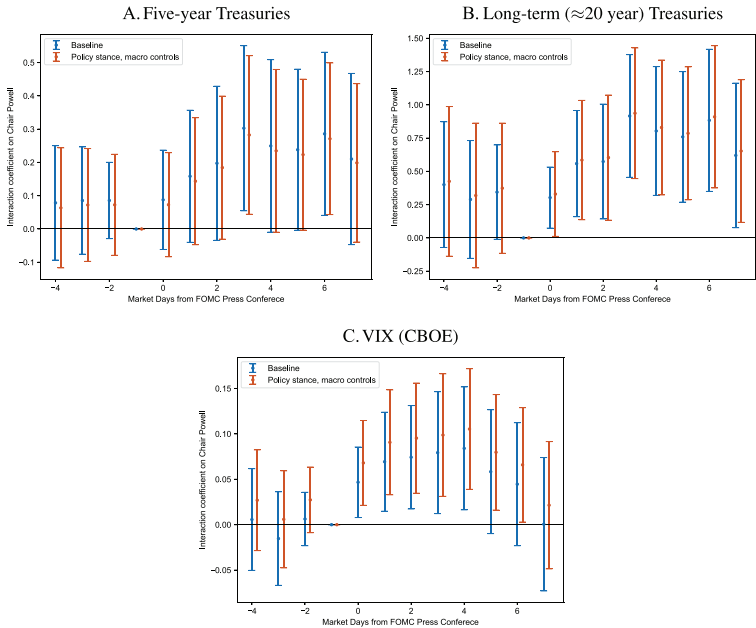 A. Five-year Treasuries
Baseline
Policy stance, macro controls
Interaction coefficient on Chair Powell
0.5
0.4
0.3
0.2
0.1
0.0
−0.1
−4
−2
0
2
4
6
Market Days from FOMC Press Conferece
B. Long-term (≈20 year) Treasuries
Baseline
Policy stance, macro controls
Interaction coefficient on Chair Powell
1.50
1.25
1.00
0.75
0.50
0.25
0.00
−0.25
−4
−2
0
2
4
6
Market Days from FOMC Press Conferece
C. VIX (CBOE)
Baseline
Policy stance, macro controls
Interaction coefficient on Chair Powell
0.15
0.10
0.05
0.00
−0.05
−4
−2
0
2
4
6
Market Days from FOMC Press Conferece